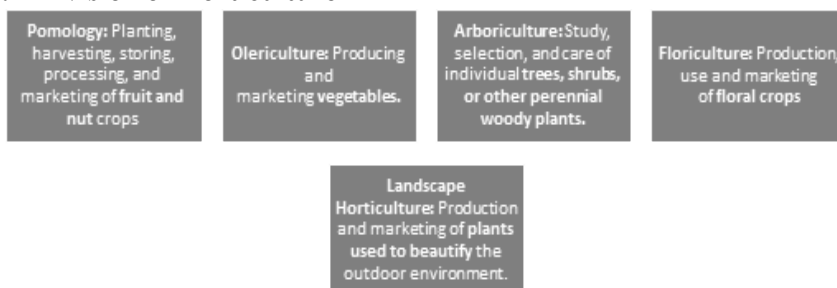 Pomology: Planting,
harvesting, storing,
processing, and
marketing of fruit and
nut crops
Olericulture: Producing
and
marketing vegetables.
Arboriculture: Study,
selection, and care of
individual trees, shrubs,
or other perennial
woody plants.
Floriculture: Production,
use and marketing
of floral crops
Landscape
Horticulture: Production
and marketing of plants
used to beautify the
outdoor environment.